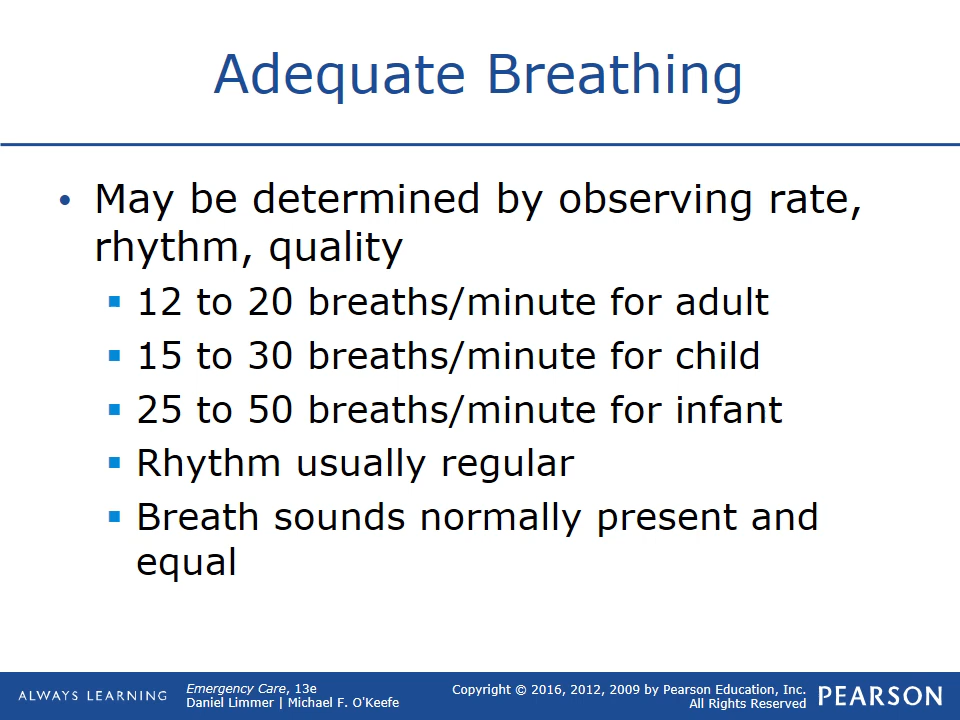 Adequate Breathing
• May be determined by observing rate,
rhythm, quality
▪ 12 to 20 breaths/minute for adult
▪ 15 to 30 breaths/minute for child
▪ 25 to 50 breaths/minute for infant
▪ Rhythm usually regular
▪ Breath sounds normally present and
equal
ALWAYS LEARNING
Emergency Care, 13e
Daniel Limmer | Michael F. O'Keefe
Copyright © 2016, 2012, 2009 by Pearson Education, Inc.
All Rights Reserved
PEARSON